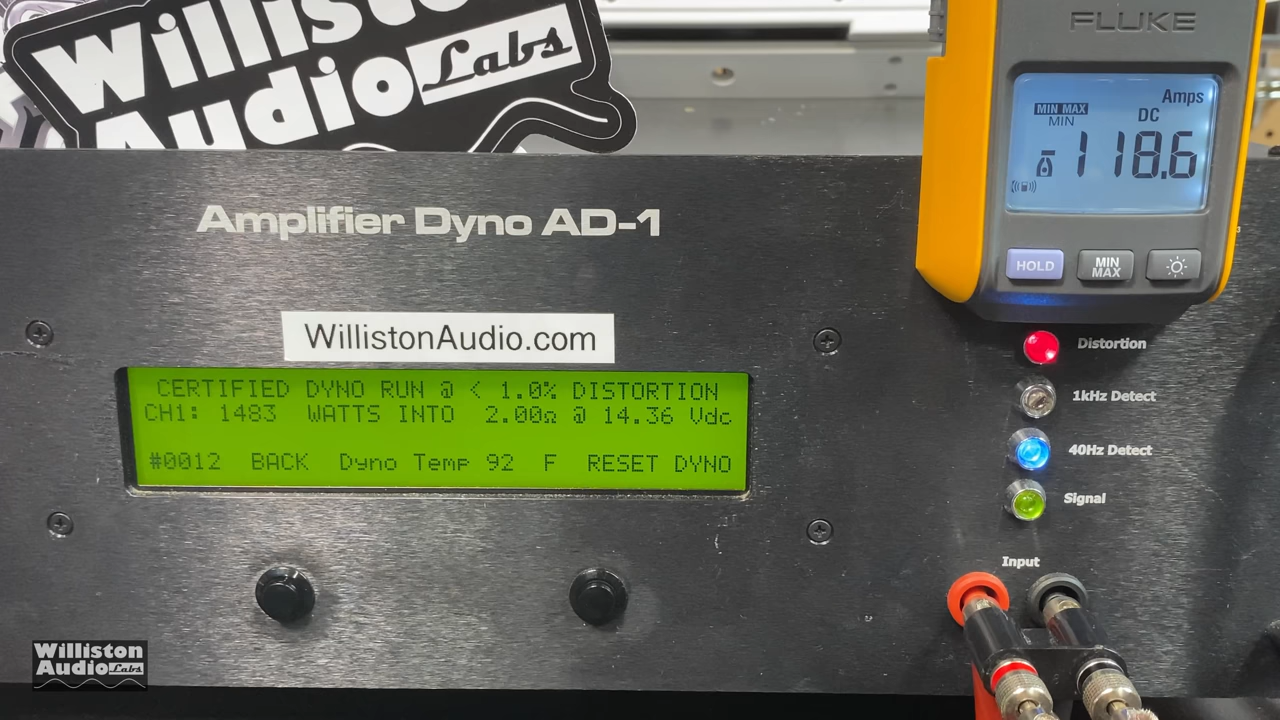 Williston
Audio Labs
FLUKE
Amps
MIN MAX
MIN
DC
118.6
HOLD
MIN
MAX
Amplifier Dyno AD-1
WillistonAudio.com
CERTIFIED DYNO RUN @ < 1.0% DISTORTION
CH1: 1483 WATTS INTO 2.00Ω @ 14.36 Vdc
#0012 BACK Dyno Temp 92 F RESET DYNO
Distortion
1kHz Detect
40Hz Detect
Signal
Input
Williston
Audio Labs